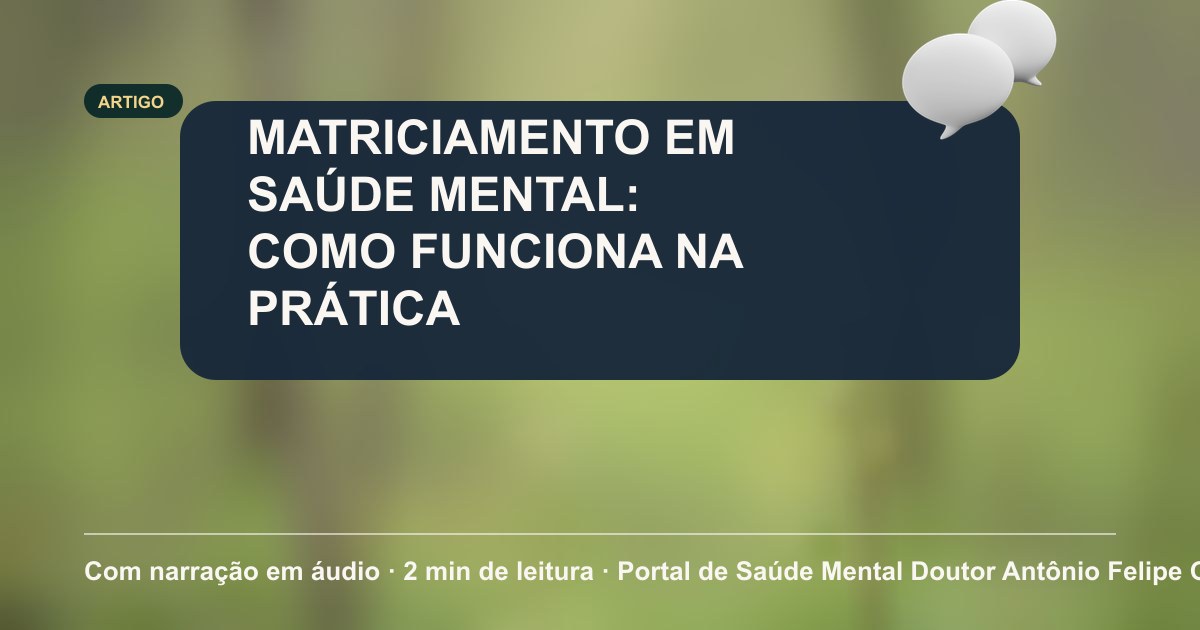 ARTIGO
MATRICIAMENTO EM
SAÚDE MENTAL:
COMO FUNCIONA NA
PRÁTICA
Com narração em áudio · 2 min de leitura · Portal de Saúde Mental Doutor Antônio Felipe